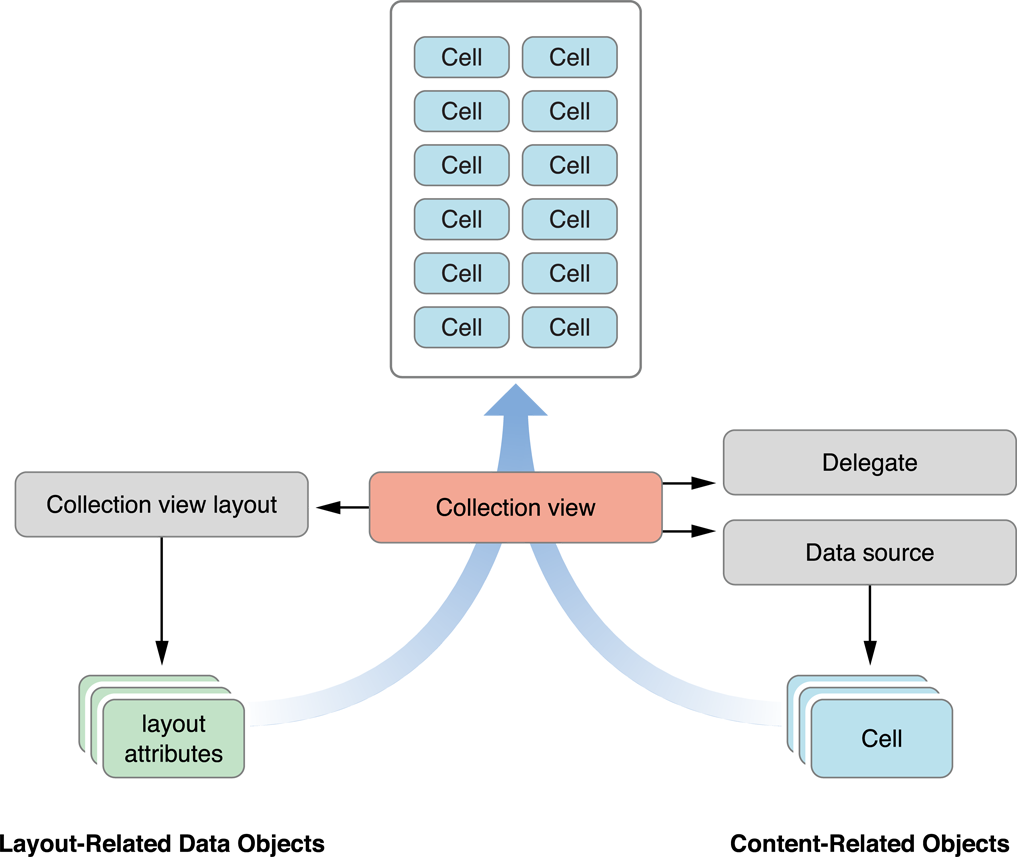 Cell Cell
Cell Cell
Cell Cell
Cell Cell
Cell Cell
Cell Cell
Delegate
Collection view layout
Collection view
Data source
layout
attributes
Cell
Layout-Related Data Objects
Content-Related Objects